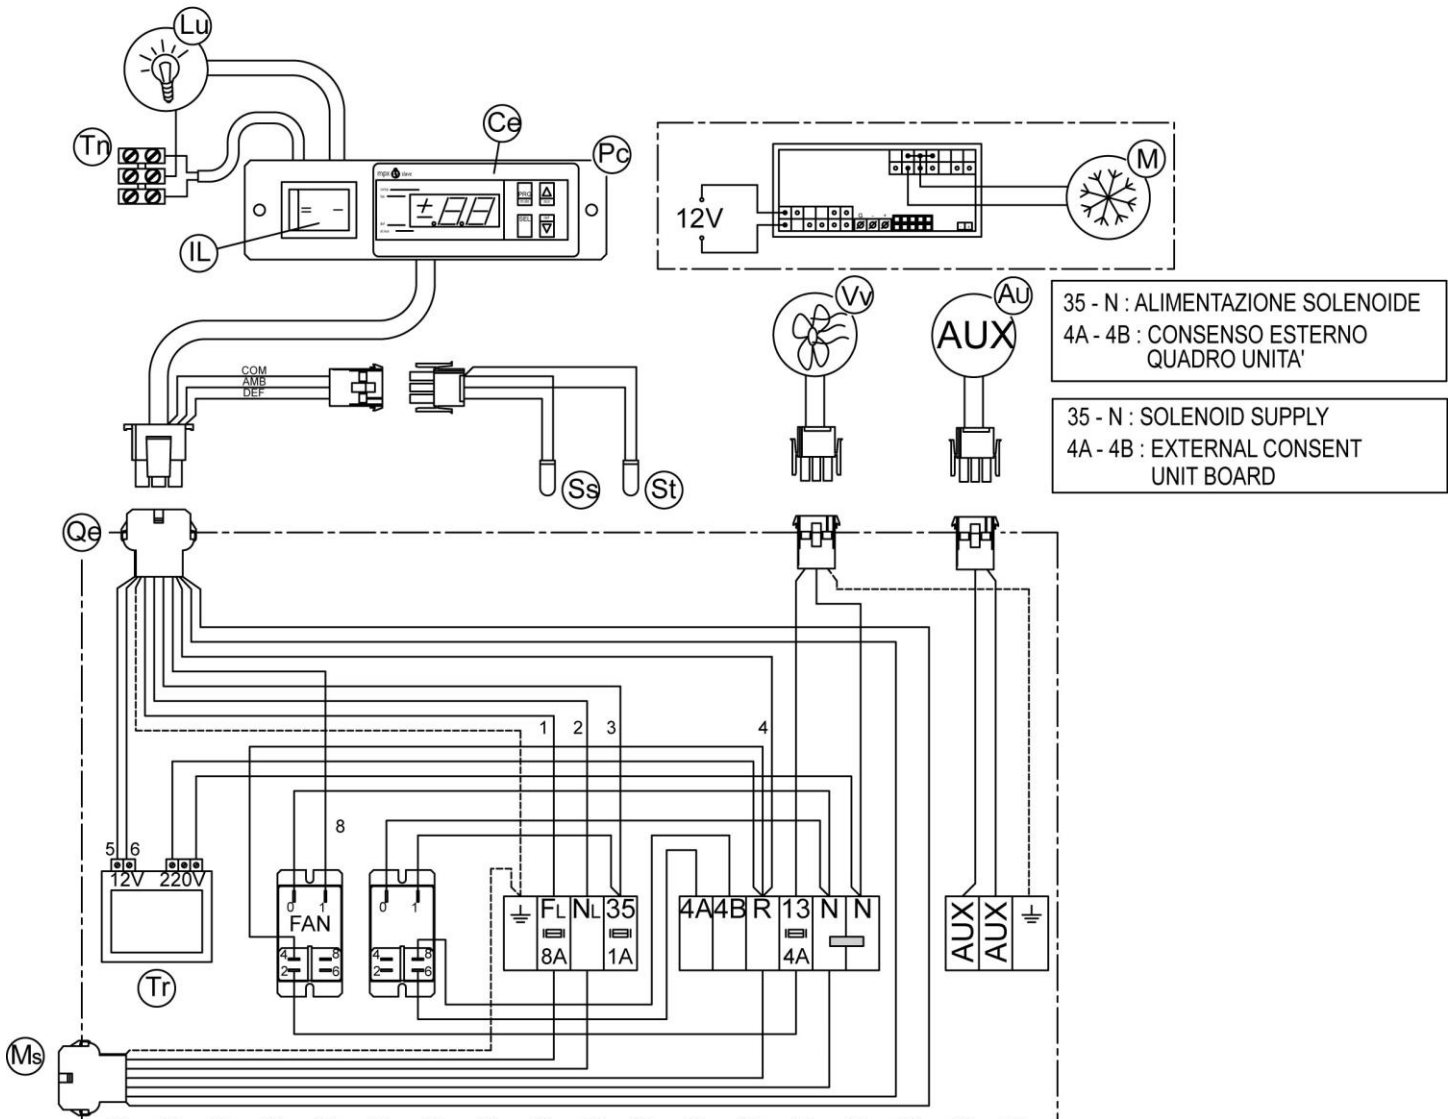 Lu
Tn
Ce
Pc
mpx
PRG
SEL
= -
IL
12V
M
Vv
Au
AUX
35 - N : ALIMENTAZIONE SOLENOIDE
4A - 4B : CONSENSO ESTERNO
QUADRO UNITA'
35 - N : SOLENOID SUPPLY
4A - 4B : EXTERNAL CONSENT
UNIT BOARD
COM
AMB
DEF
Ss
St
Qe
1 2 3 4
8
5 6
12V 220V
Tr
0 1
FAN
4 8
2 6
0 1
4 8
2 6
FL NL 35
8A 1A
4A 4B R 13 N N
4A
AUX AUX
Ms